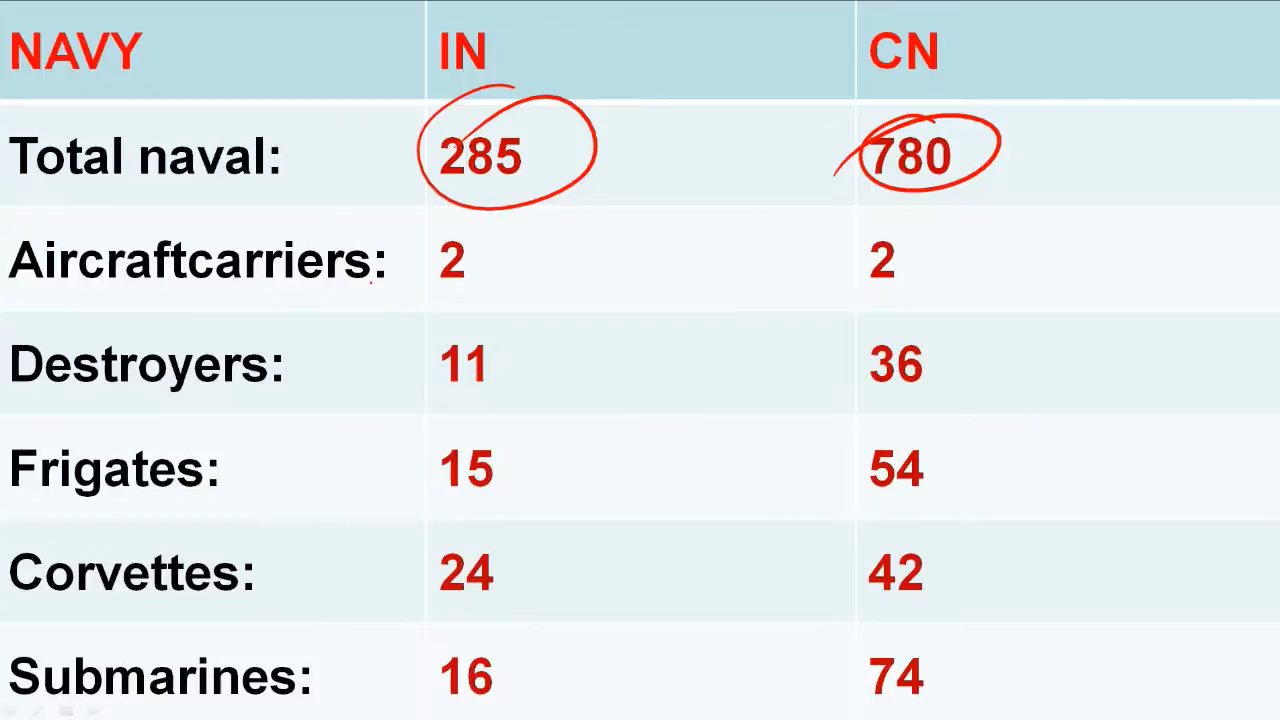 NAVY IN CN
Total naval: 285 780
Aircraftcarriers: 2 2
Destroyers: 11 36
Frigates: 15 54
Corvettes: 24 42
Submarines: 16 74